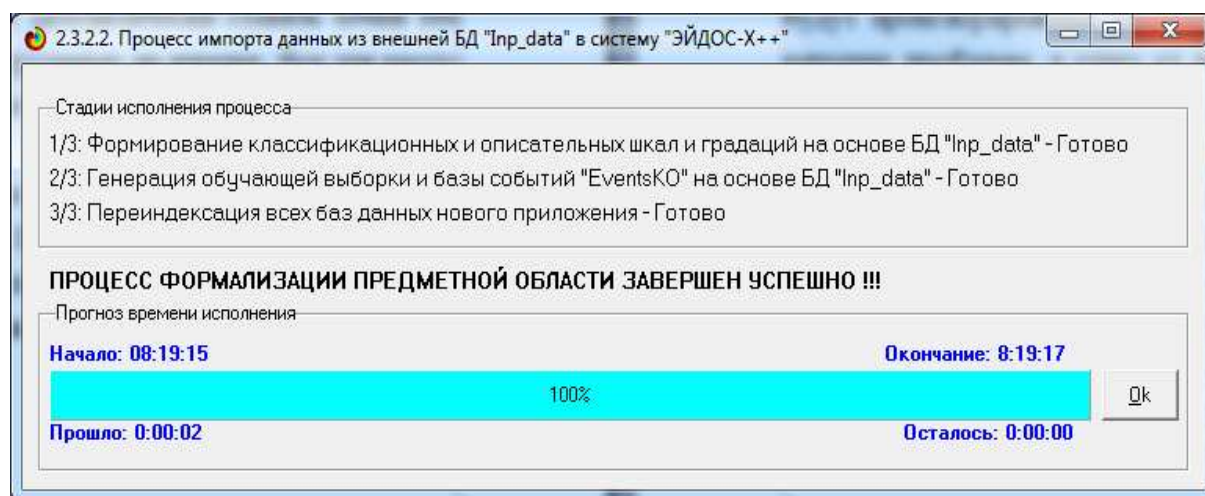 2.3.2.2. Процесс импорта данных из внешней БД "Inp_data" в систему "ЭЙДОС-X++"
Стадии исполнения процесса
1/3: Формирование классификационных и описательных шкал и градаций на основе БД "Inp_data" - Готово
2/3: Генерация обучающей выборки и базы событий "EventsKO" на основе БД "Inp_data" - Готово
3/3: Переиндексация всех баз данных нового приложения - Готово
ПРОЦЕСС ФОРМАЛИЗАЦИИ ПРЕДМЕТНОЙ ОБЛАСТИ ЗАВЕРШЕН УСПЕШНО !!!
Прогноз времени исполнения
Начало: 08:19:15 Окончание: 8:19:17
100% Ok
Прошло: 0:00:02 Осталось: 0:00:00